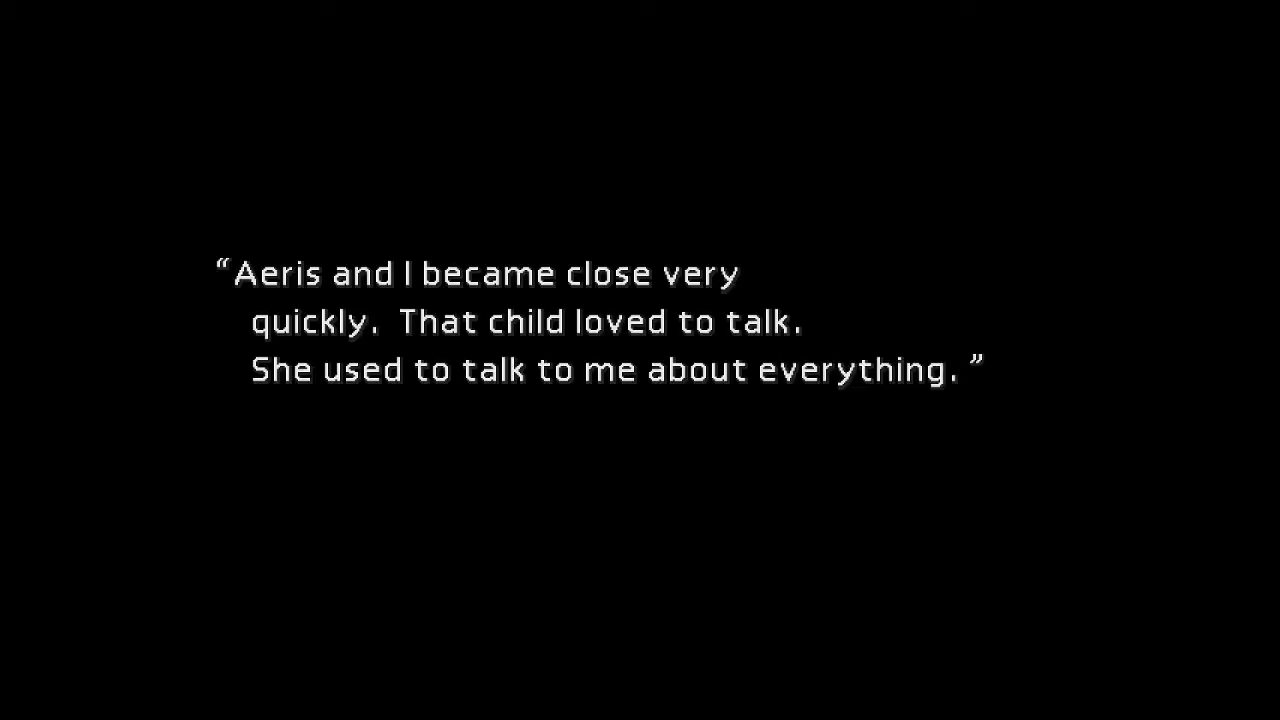 “Aeris and I became close very
quickly. That child loved to talk.
She used to talk to me about everything.”